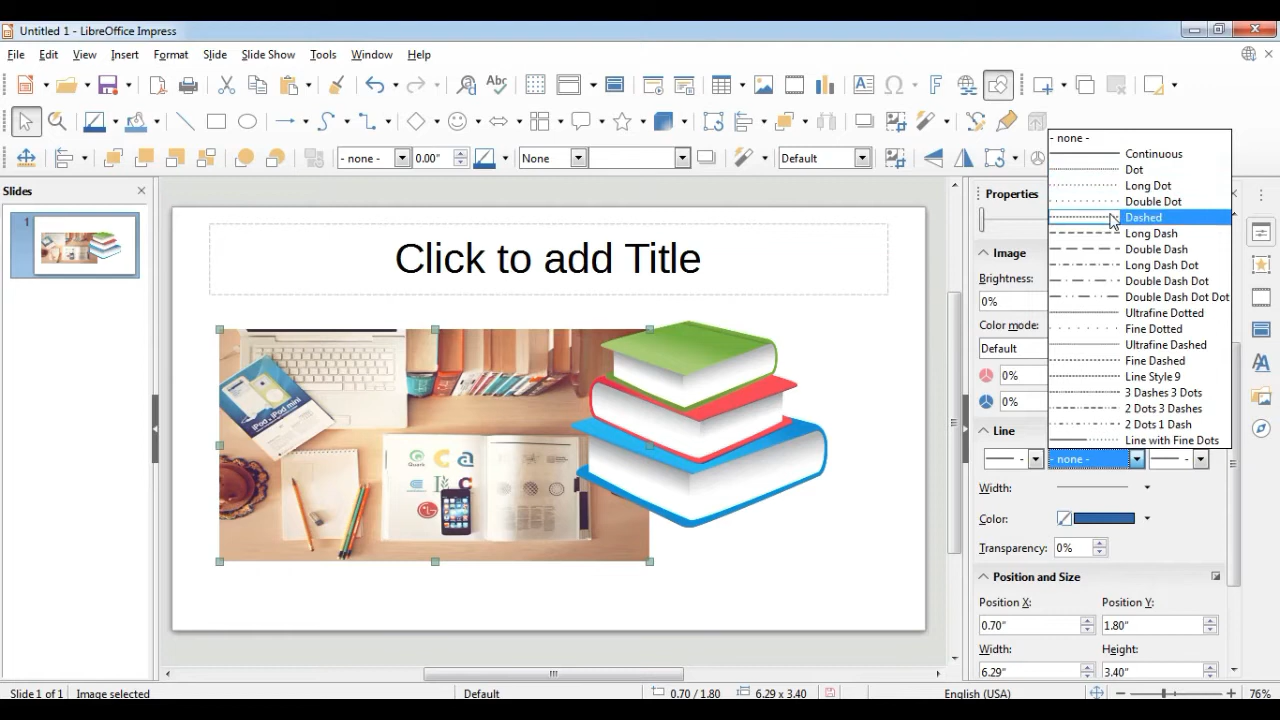 Untitled 1 - LibreOffice Impress
File Edit View Insert Format Slide Slide Show Tools Window Help
Abc
- none - 0.00" None Default
Slides
1
Click to add Title
iPod mini
Properties
Image
Brightness:
0%
Color mode:
Default
0%
0%
Line
- none -
Continuous
Dot
Long Dot
Double Dot
Dashed
Long Dash
Double Dash
Long Dash Dot
Double Dash Dot
Double Dash Dot Dot
Ultrafine Dotted
Fine Dotted
Ultrafine Dashed
Fine Dashed
Line Style 9
3 Dashes 3 Dots
2 Dots 3 Dashes
2 Dots 1 Dash
Line with Fine Dots
- - none - -
Width:
Color:
Transparency: 0%
Position and Size
Position X: Position Y:
0.70" 1.80"
Width: Height:
6.29" 3.40"
Slide 1 of 1 Image selected Default 0.70 / 1.80 6.29 x 3.40 English (USA) 76%